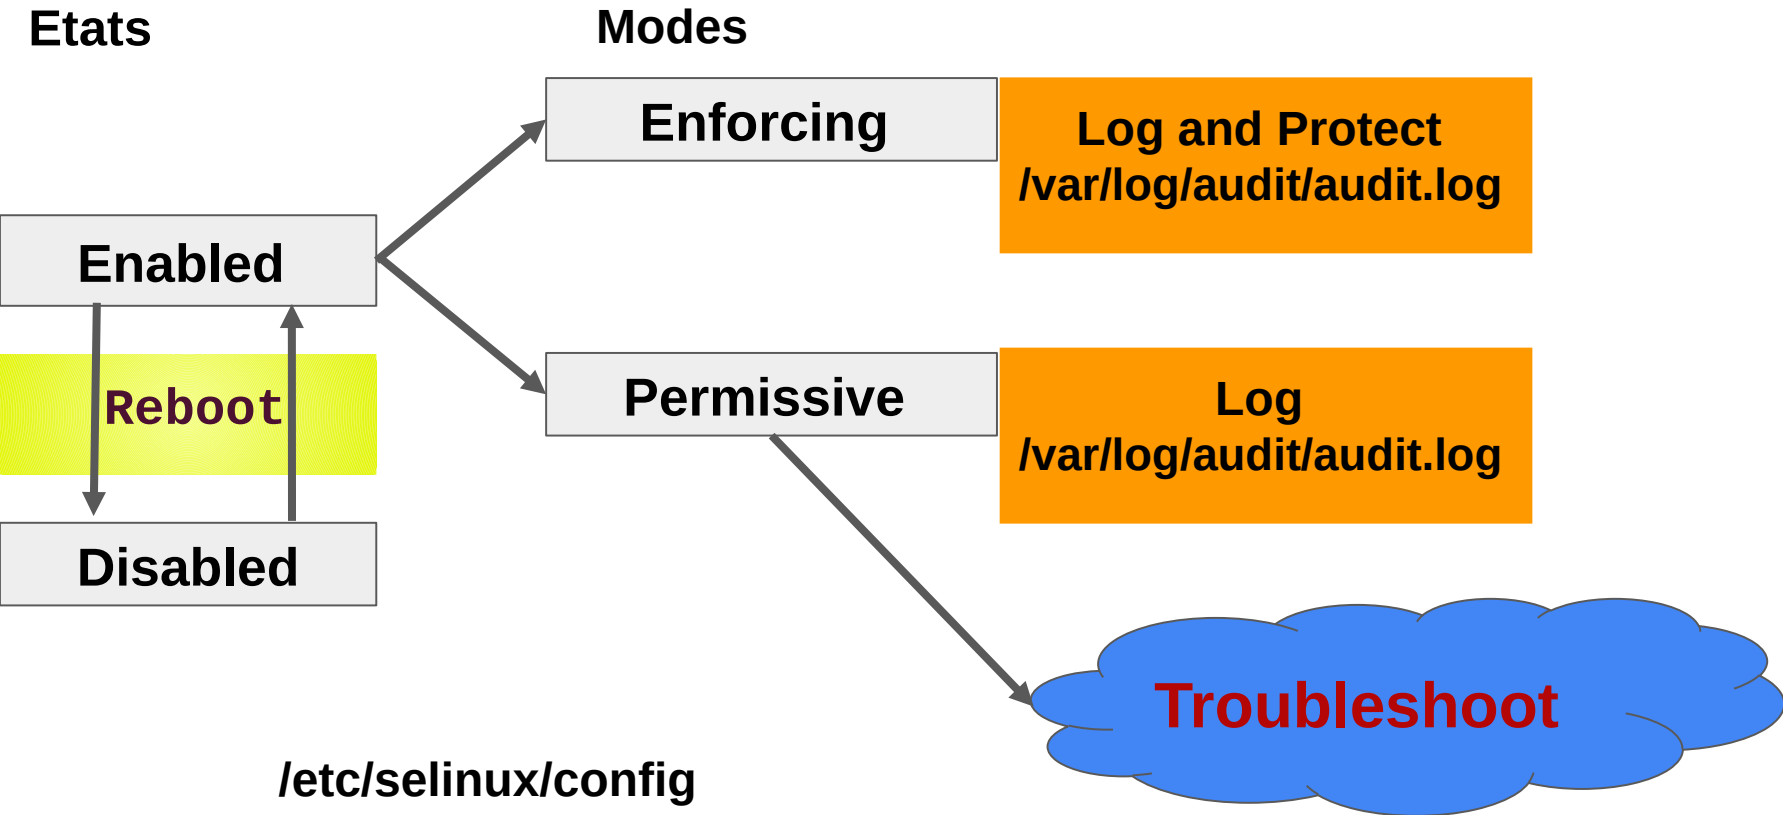 Etats
Modes
Enforcing
Log and Protect
/var/log/audit/audit.log
Enabled
Reboot
Permissive
Log
/var/log/audit/audit.log
Disabled
Troubleshoot
/etc/selinux/config